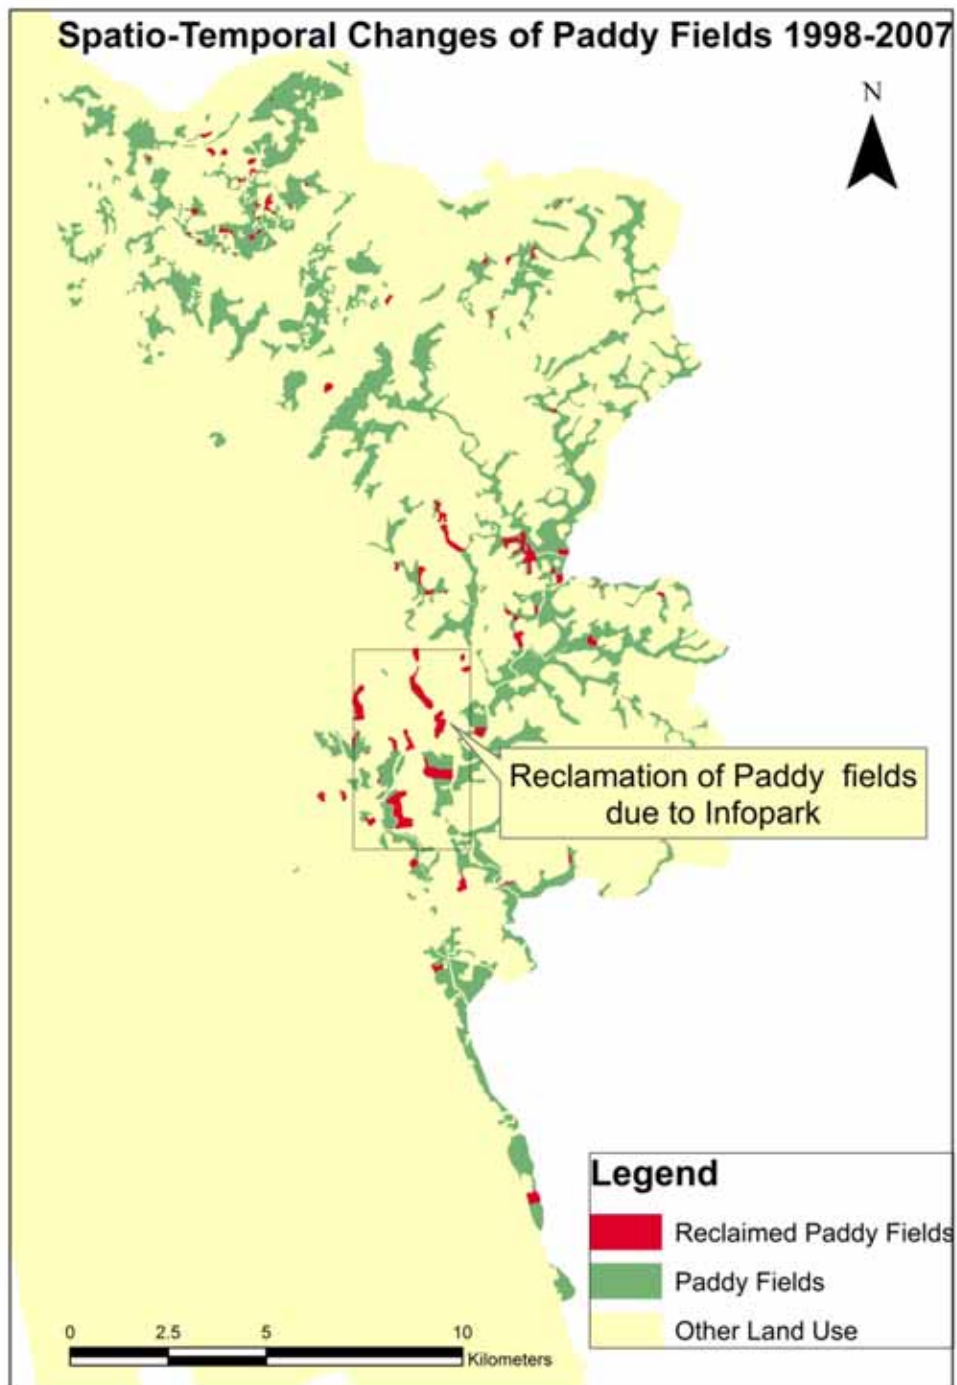 Spatio-Temporal Changes of Paddy Fields 1998-2007
N
Reclamation of Paddy fields
due to Infopark
Legend
Reclaimed Paddy Fields
Paddy Fields
Other Land Use
0 2.5 5 10
Kilometers